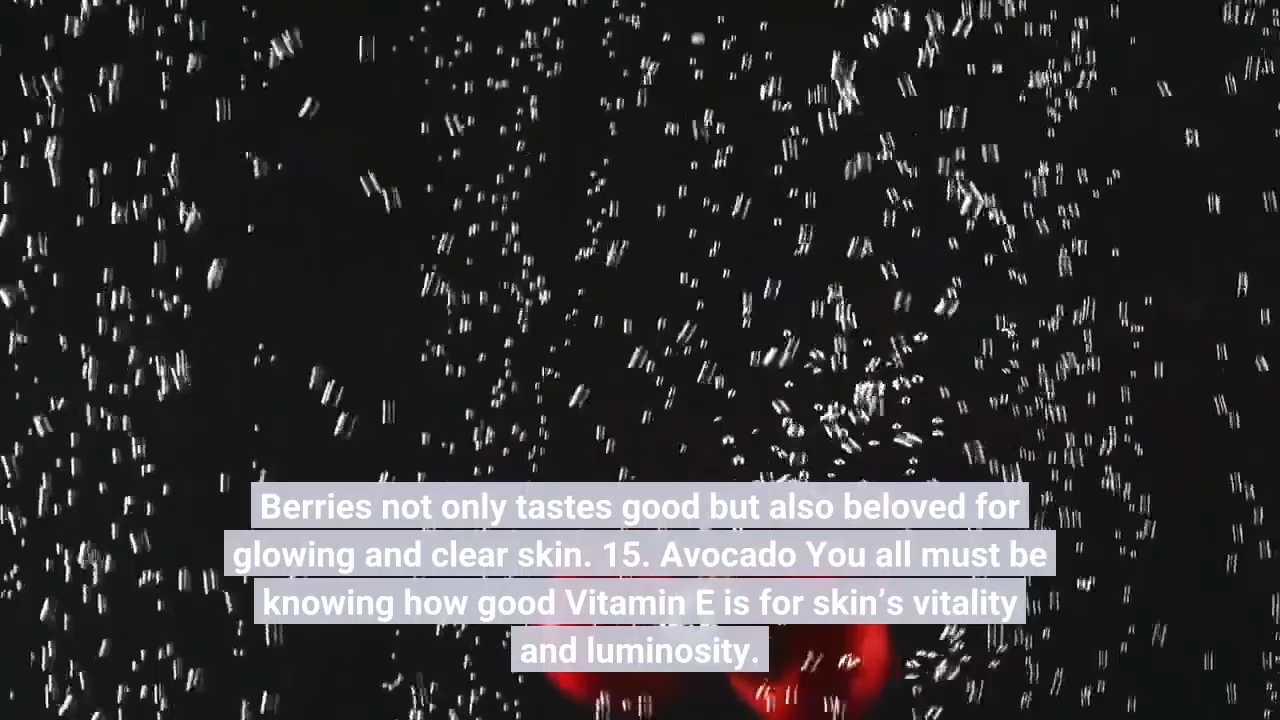 Berries not only tastes good but also beloved for
glowing and clear skin. 15. Avocado You all must be
knowing how good Vitamin E is for skin’s vitality
and luminosity.